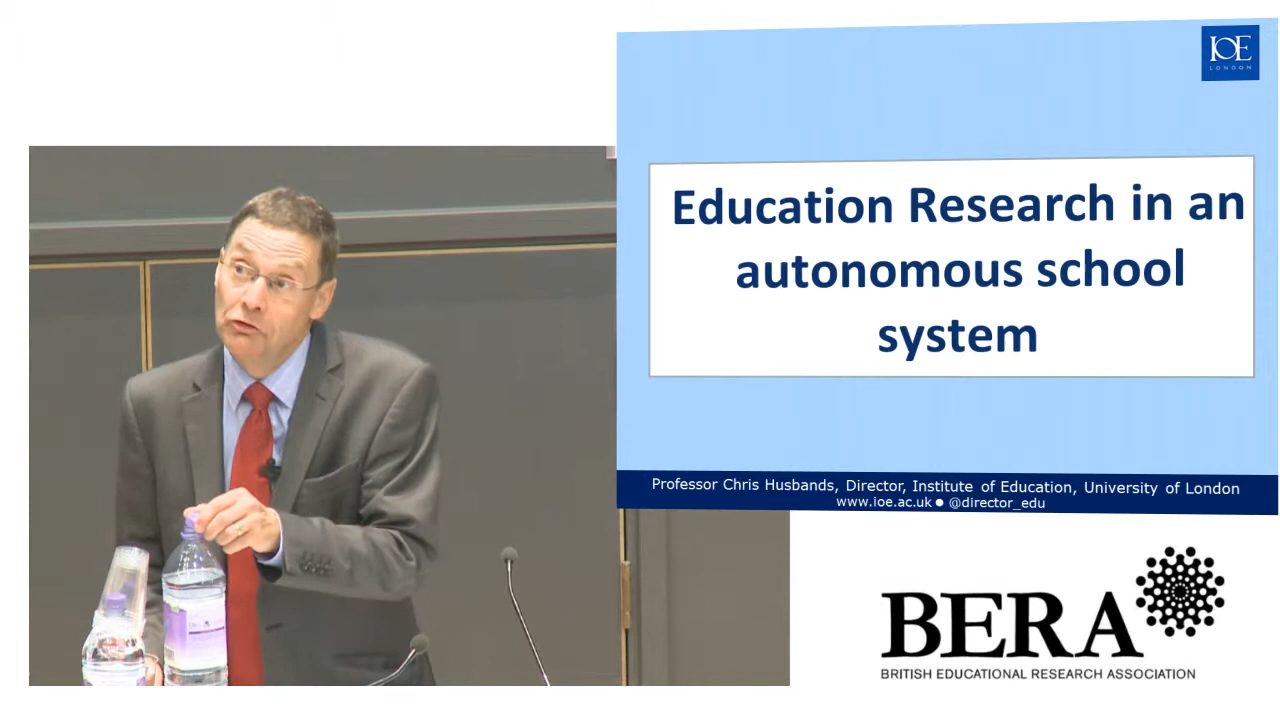 IOE
LONDON
Education Research in an
autonomous school
system
Professor Chris Husbands, Director, Institute of Education, University of London
www.ioe.ac.uk ● @director_edu
BERA
BRITISH EDUCATIONAL RESEARCH ASSOCIATION